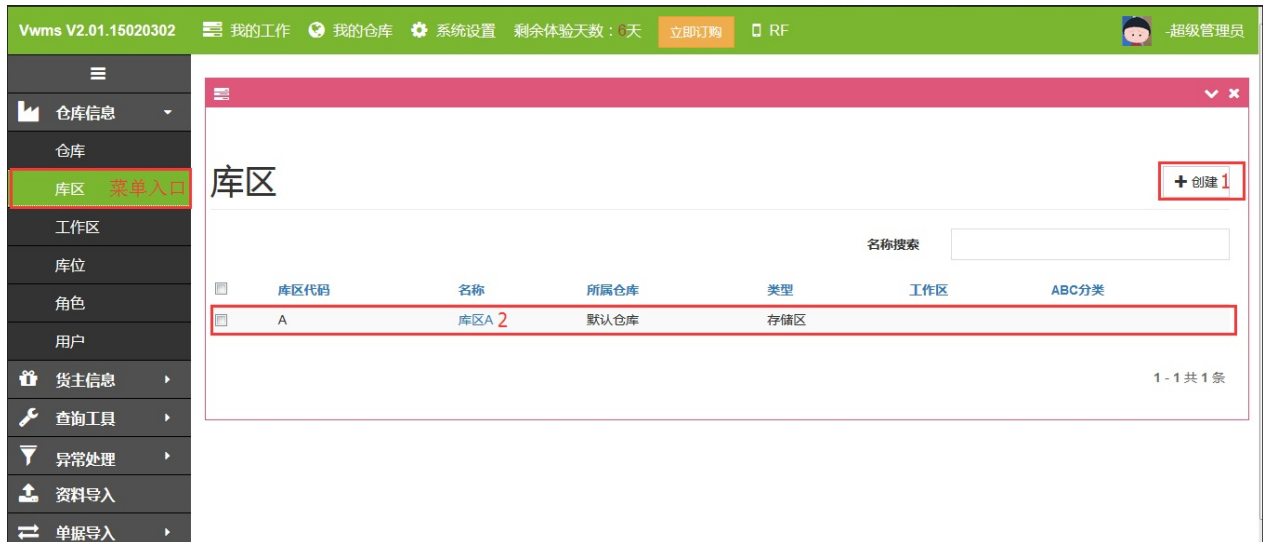 Vwms V2.01.15020302 我的工作 我的仓库 系统设置 剩余体验天数：6天 立即订购 RF -超级管理员
仓库信息
仓库
库区 菜单入口
工作区
库位
角色
用户
货主信息
查询工具
异常处理
资料导入
单据导入
库区
创建 1
名称搜索
库区代码 名称 所属仓库 类型 工作区 ABC分类
A 库区A 2 默认仓库 存储区
1 - 1 共 1 条